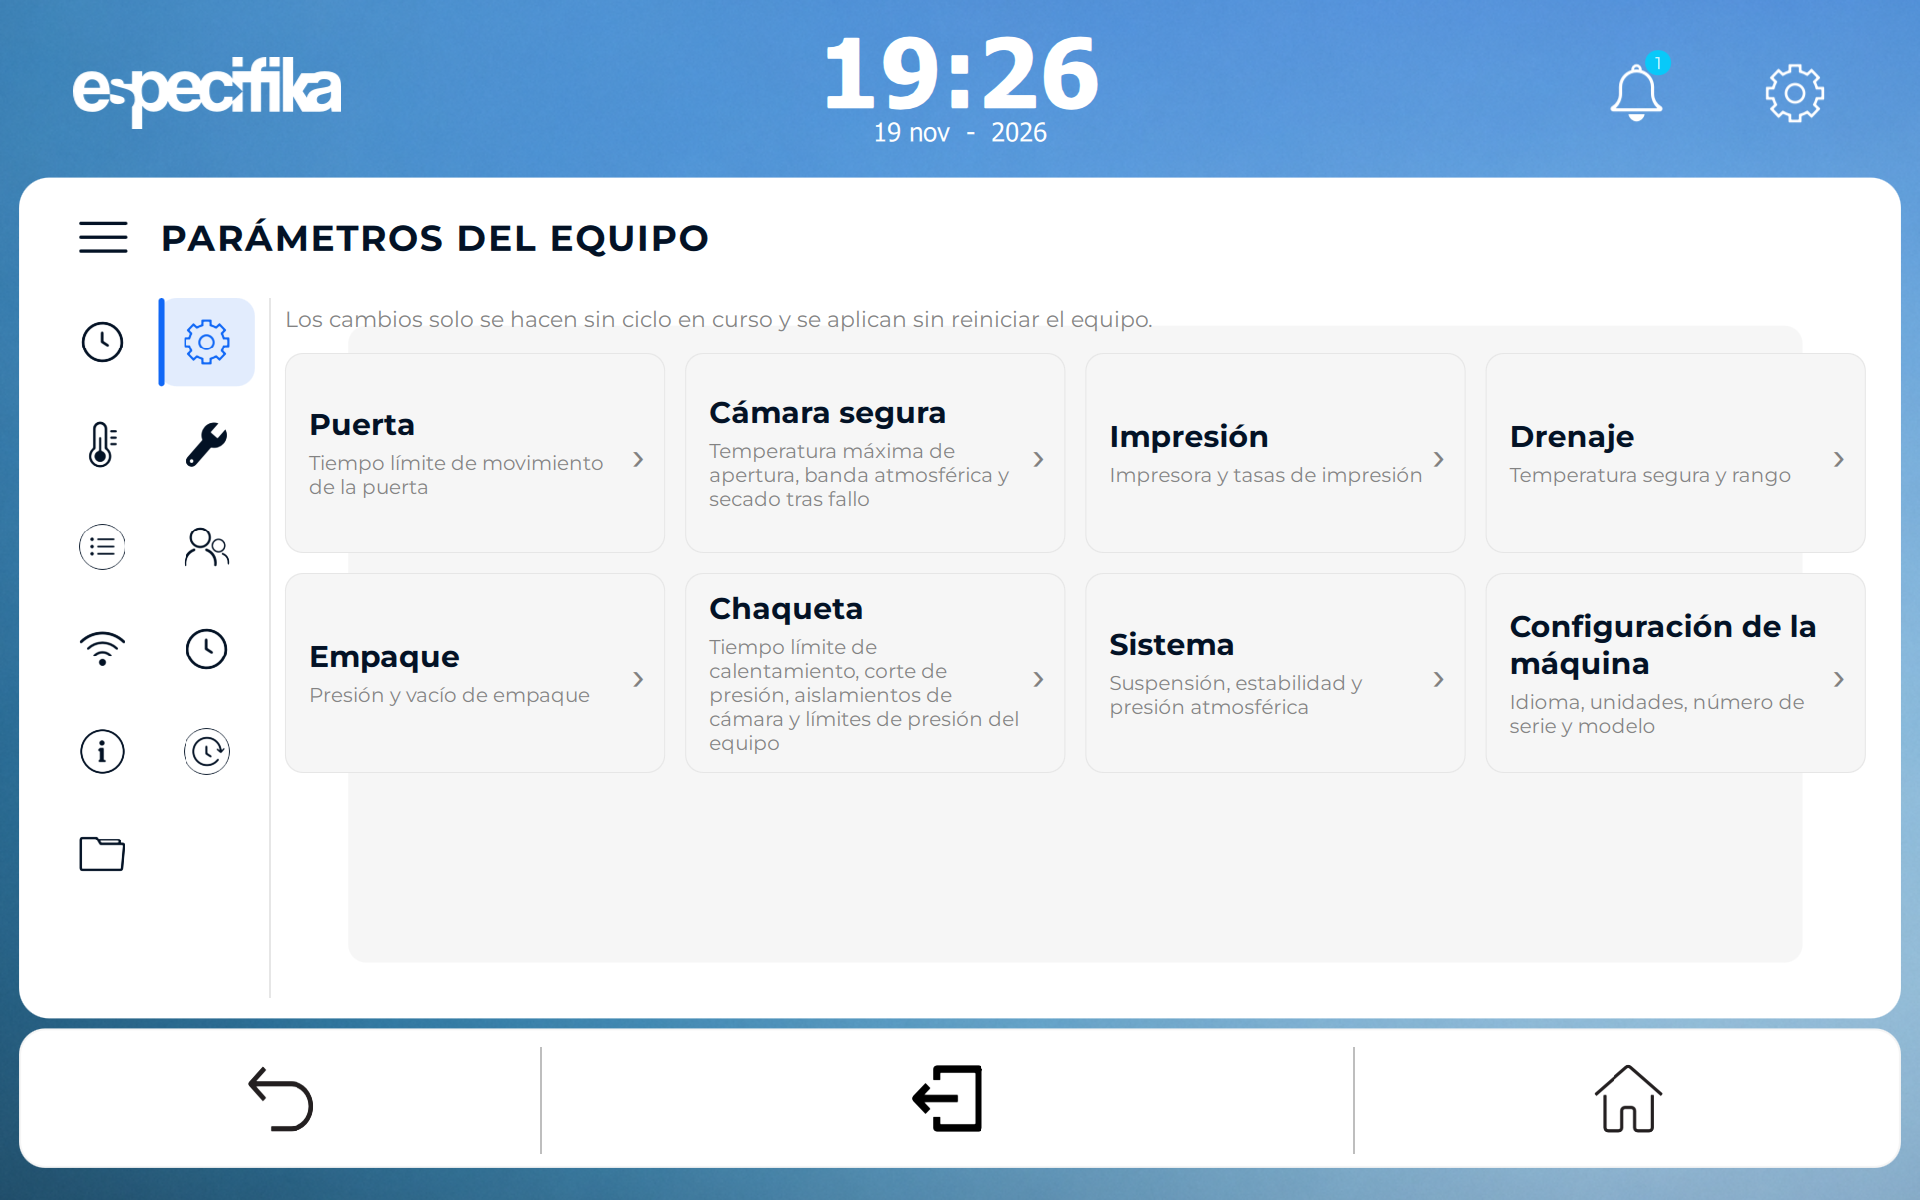 especifika
19:26
19 nov - 2026
1
PARÁMETROS DEL EQUIPO
Los cambios solo se hacen sin ciclo en curso y se aplican sin reiniciar el equipo.
Puerta
Tiempo límite de movimiento
de la puerta
Cámara segura
Temperatura máxima de
apertura, banda atmosférica y
secado tras fallo
Impresión
Impresora y tasas de impresión
Drenaje
Temperatura segura y rango
Empaque
Presión y vacío de empaque
Chaqueta
Tiempo límite de
calentamiento, corte de
presión, aislamientos de
cámara y límites de presión del
equipo
Sistema
Suspensión, estabilidad y
presión atmosférica
Configuración de la
máquina
Idioma, unidades, número de
serie y modelo